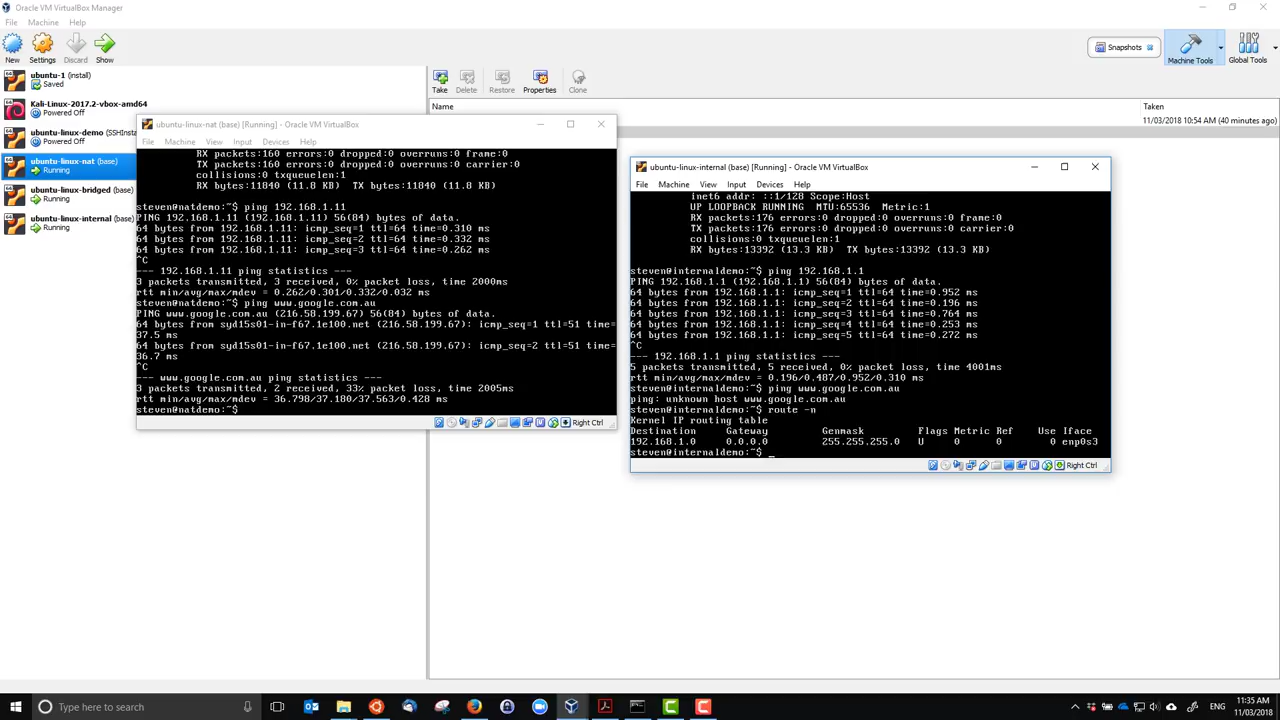 Oracle VM VirtualBox Manager
File Machine Help
New Settings Discard Show
Snapshots
Machine Tools Global Tools
ubuntu-1 (install)
Saved
Kali-Linux-2017.2-vbox-amd64
Powered Off
ubuntu-linux-demo (SSHInsta
Powered Off
ubuntu-linux-nat (base)
Running
ubuntu-linux-bridged (base)
Running
ubuntu-linux-internal (base)
Running
Take Delete Restore Properties Clone
Name Taken
11/03/2018 10:54 AM (40 minutes ago)
ubuntu-linux-nat (base) [Running] - Oracle VM VirtualBox
File Machine View Input Devices Help
RX packets:160 errors:0 dropped:0 overruns:0 frame:0
TX packets:160 errors:0 dropped:0 overruns:0 carrier:0
collisions:0 txqueuelen:1
RX bytes:11840 (11.8 KB) TX bytes:11840 (11.8 KB)
steven@natdemo:~$ ping 192.168.1.11
PING 192.168.1.11 (192.168.1.11) 56(84) bytes of data.
64 bytes from 192.168.1.11: icmp_seq=1 ttl=64 time=0.310 ms
64 bytes from 192.168.1.11: icmp_seq=2 ttl=64 time=0.332 ms
64 bytes from 192.168.1.11: icmp_seq=3 ttl=64 time=0.262 ms
^C
--- 192.168.1.11 ping statistics ---
3 packets transmitted, 3 received, 0% packet loss, time 2000ms
rtt min/avg/max/mdev = 0.262/0.301/0.332/0.032 ms
steven@natdemo:~$ ping www.google.com.au
PING www.google.com.au (216.58.199.67) 56(84) bytes of data.
64 bytes from syd15s01-in-f67.1e100.net (216.58.199.67): icmp_seq=1 ttl=51 time=
37.5 ms
64 bytes from syd15s01-in-f67.1e100.net (216.58.199.67): icmp_seq=2 ttl=51 time=
36.7 ms
^C
--- www.google.com.au ping statistics ---
3 packets transmitted, 2 received, 33% packet loss, time 2005ms
rtt min/avg/max/mdev = 36.798/37.180/37.563/0.428 ms
steven@natdemo:~$
Right Ctrl
ubuntu-linux-internal (base) [Running] - Oracle VM VirtualBox
File Machine View Input Devices Help
inet6 addr: ::1/128 Scope:Host
UP LOOPBACK RUNNING MTU:65536 Metric:1
RX packets:176 errors:0 dropped:0 overruns:0 frame:0
TX packets:176 errors:0 dropped:0 overruns:0 carrier:0
collisions:0 txqueuelen:1
RX bytes:13392 (13.3 KB) TX bytes:13392 (13.3 KB)
steven@internaldemo:~$ ping 192.168.1.1
PING 192.168.1.1 (192.168.1.1) 56(84) bytes of data.
64 bytes from 192.168.1.1: icmp_seq=1 ttl=64 time=0.952 ms
64 bytes from 192.168.1.1: icmp_seq=2 ttl=64 time=0.196 ms
64 bytes from 192.168.1.1: icmp_seq=3 ttl=64 time=0.764 ms
64 bytes from 192.168.1.1: icmp_seq=4 ttl=64 time=0.253 ms
64 bytes from 192.168.1.1: icmp_seq=5 ttl=64 time=0.272 ms
^C
--- 192.168.1.1 ping statistics ---
5 packets transmitted, 5 received, 0% packet loss, time 4001ms
rtt min/avg/max/mdev = 0.196/0.487/0.952/0.310 ms
steven@internaldemo:~$ ping www.google.com.au
ping: unknown host www.google.com.au
steven@internaldemo:~$ route -n
Kernel IP routing table
Destination Gateway Genmask Flags Metric Ref Use Iface
192.168.1.0 0.0.0.0 255.255.255.0 U 0 0 0 enp0s3
steven@internaldemo:~$ _
Right Ctrl
Type here to search
ENG
11:35 AM
11/03/2018